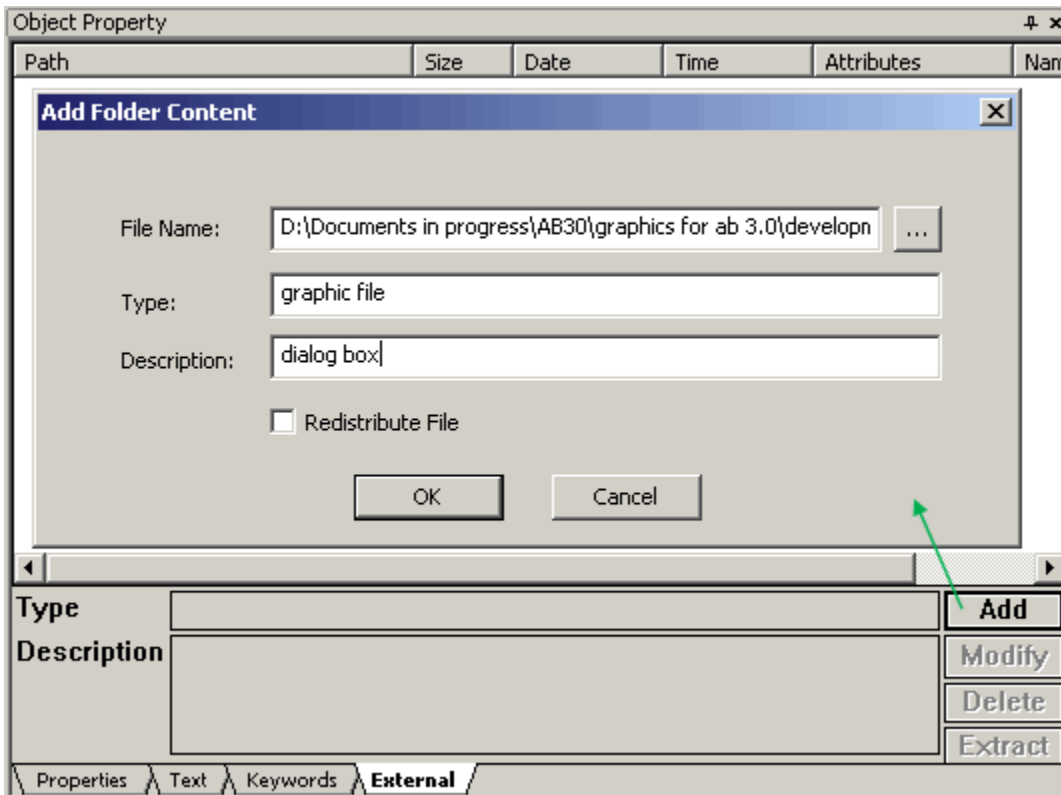 Object Property
Path Size Date Time Attributes Nam
Add Folder Content
File Name: D:\Documents in progress\AB30\graphics for ab 3.0\developn ...
Type: graphic file
Description: dialog box
Redistribute File
OK Cancel
Type Add
Description Modify
Delete
Extract
Properties Text Keywords External